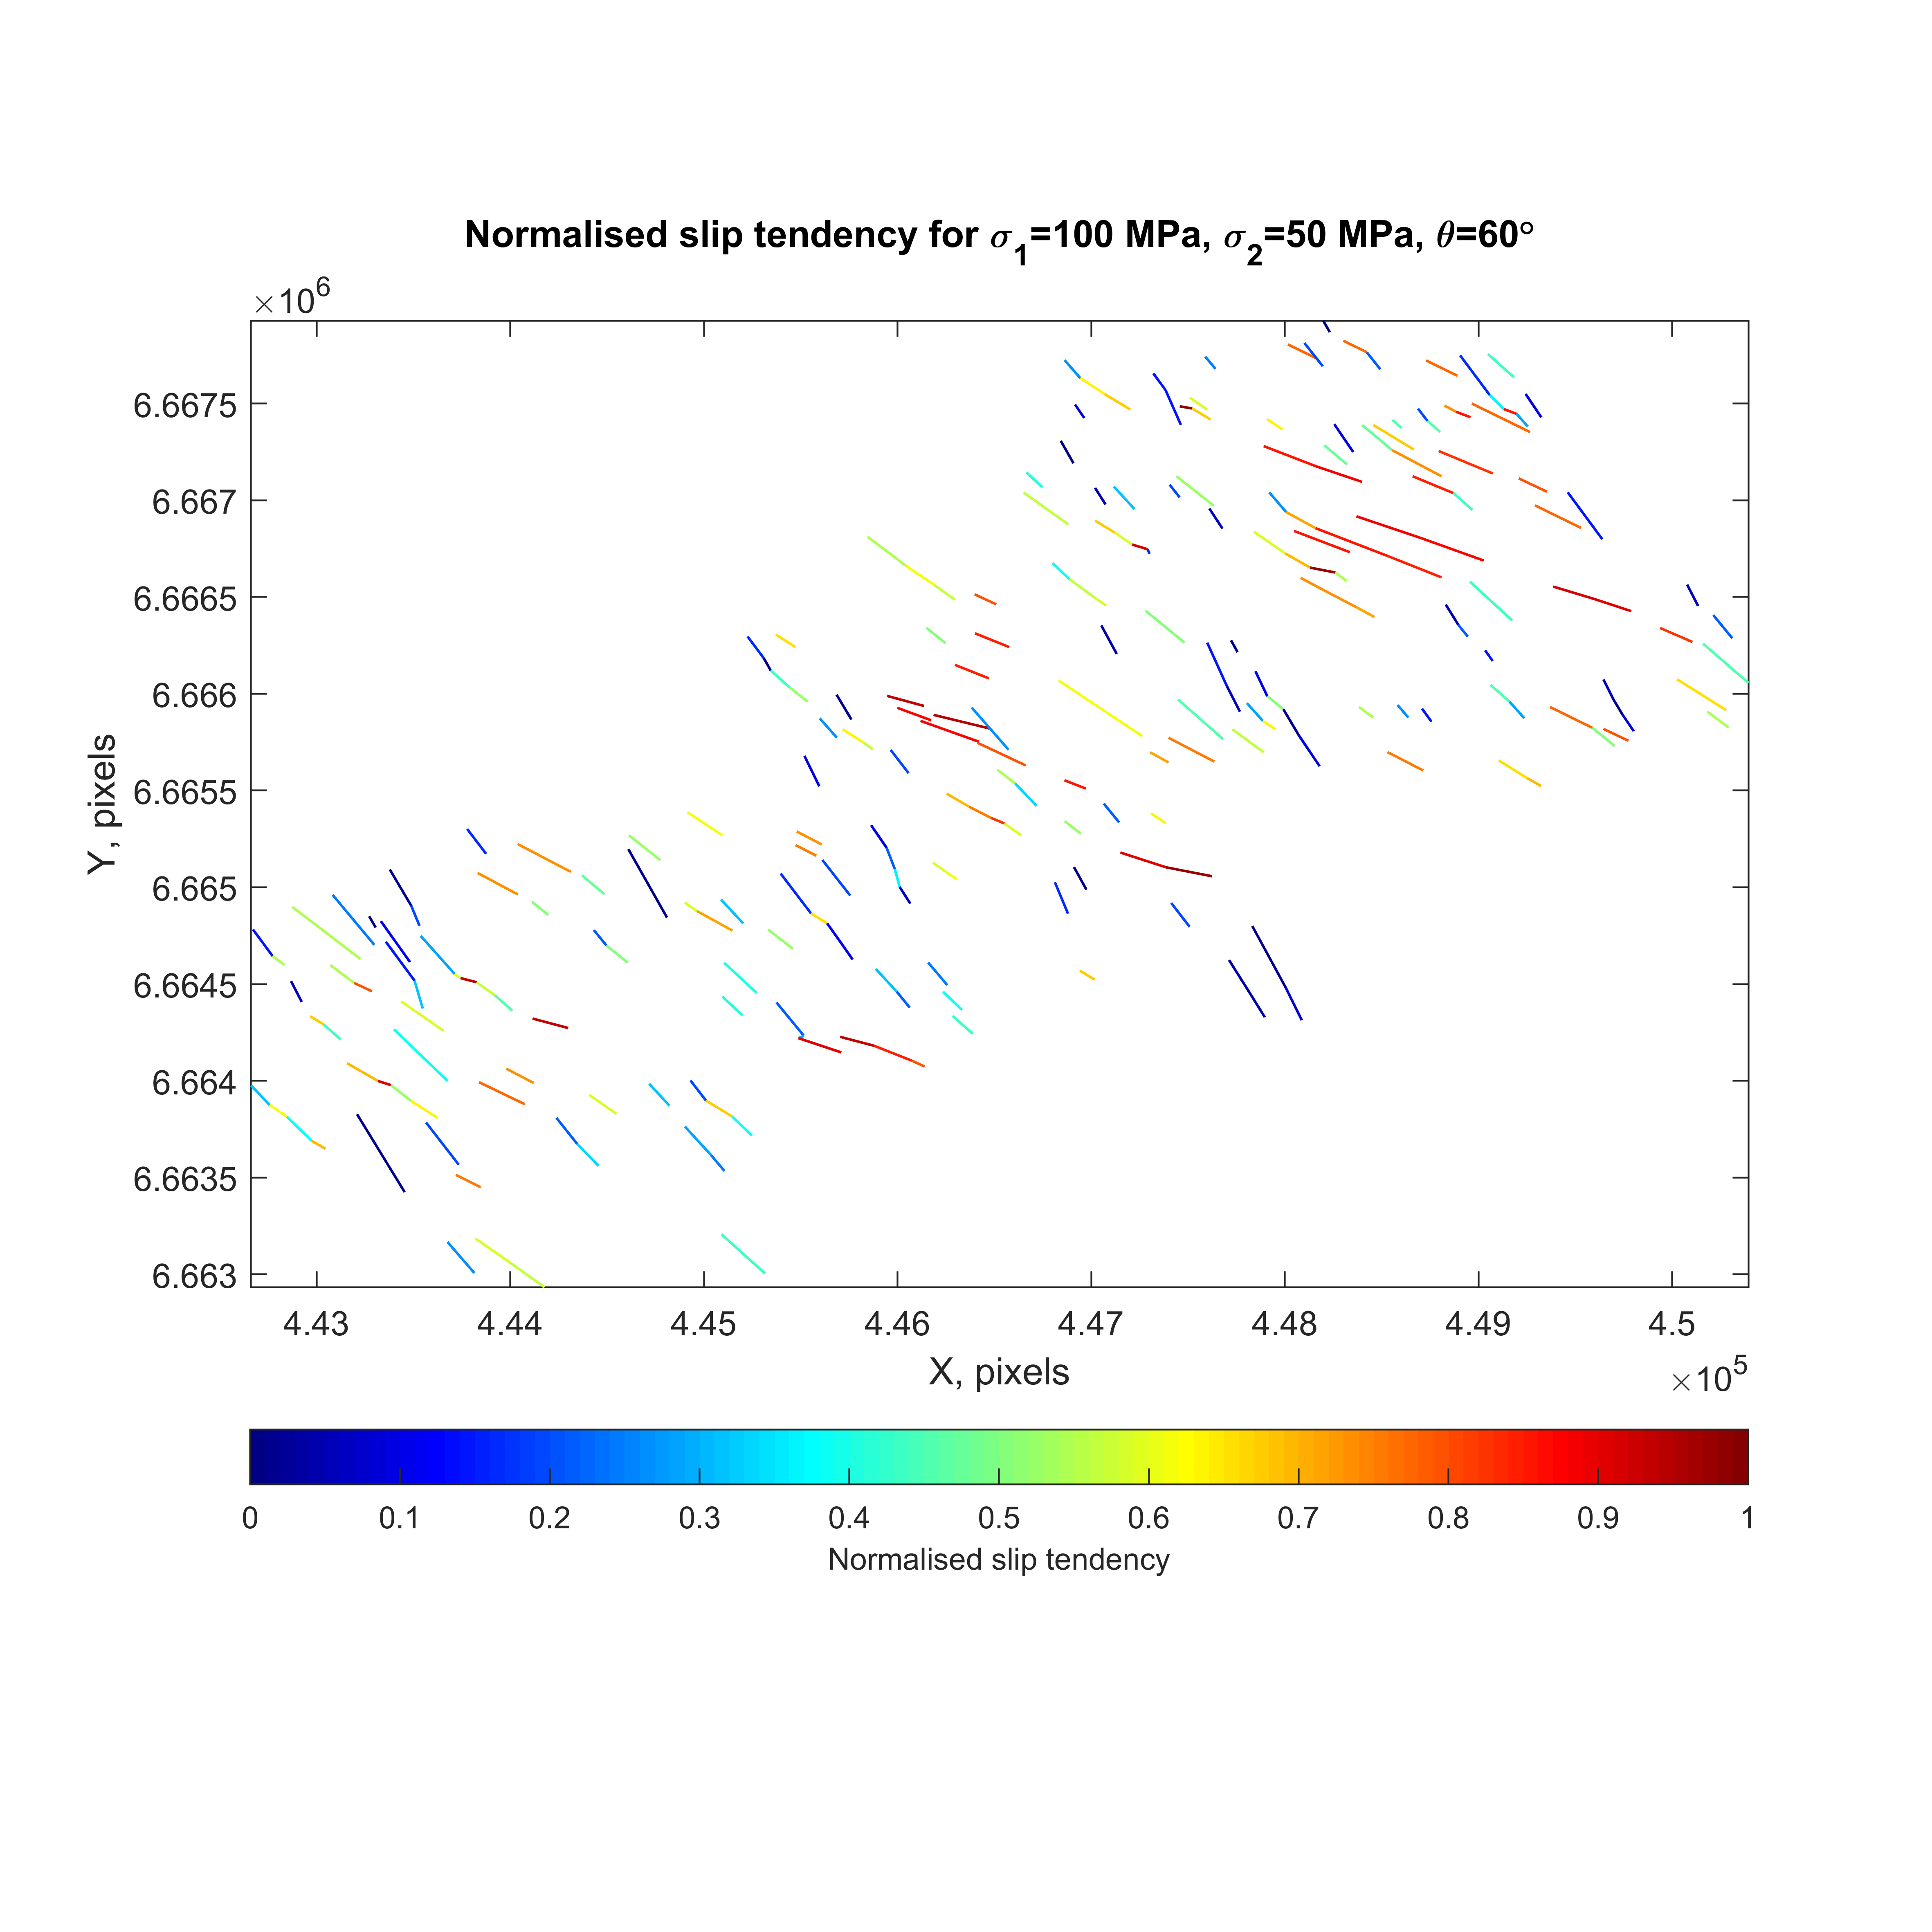 Normalised slip tendency for σ1=100 MPa, σ2=50 MPa, θ=60°
×10^6
6.6675
6.667
6.6665
6.666
6.6655
6.665
6.6645
6.664
6.6635
6.663
Y, pixels
4.43 4.44 4.45 4.46 4.47 4.48 4.49 4.5
X, pixels
×10^5
0 0.1 0.2 0.3 0.4 0.5 0.6 0.7 0.8 0.9 1
Normalised slip tendency